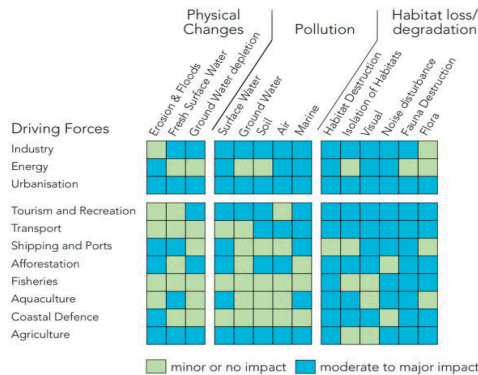 Physical
Changes
Pollution
Habitat loss/
degradation
Erosion & Floods
Fresh Surface Water
Ground Water depletion
Surface Water
Ground Water
Soil
Air
Marine
Habitat Destruction
Isolation of Habitats
Visual
Noise disturbance
Fauna Destruction
Flora
Driving Forces
Industry
Energy
Urbanisation
Tourism and Recreation
Transport
Shipping and Ports
Afforestation
Fisheries
Aquaculture
Coastal Defence
Agriculture
minor or no impact
moderate to major impact